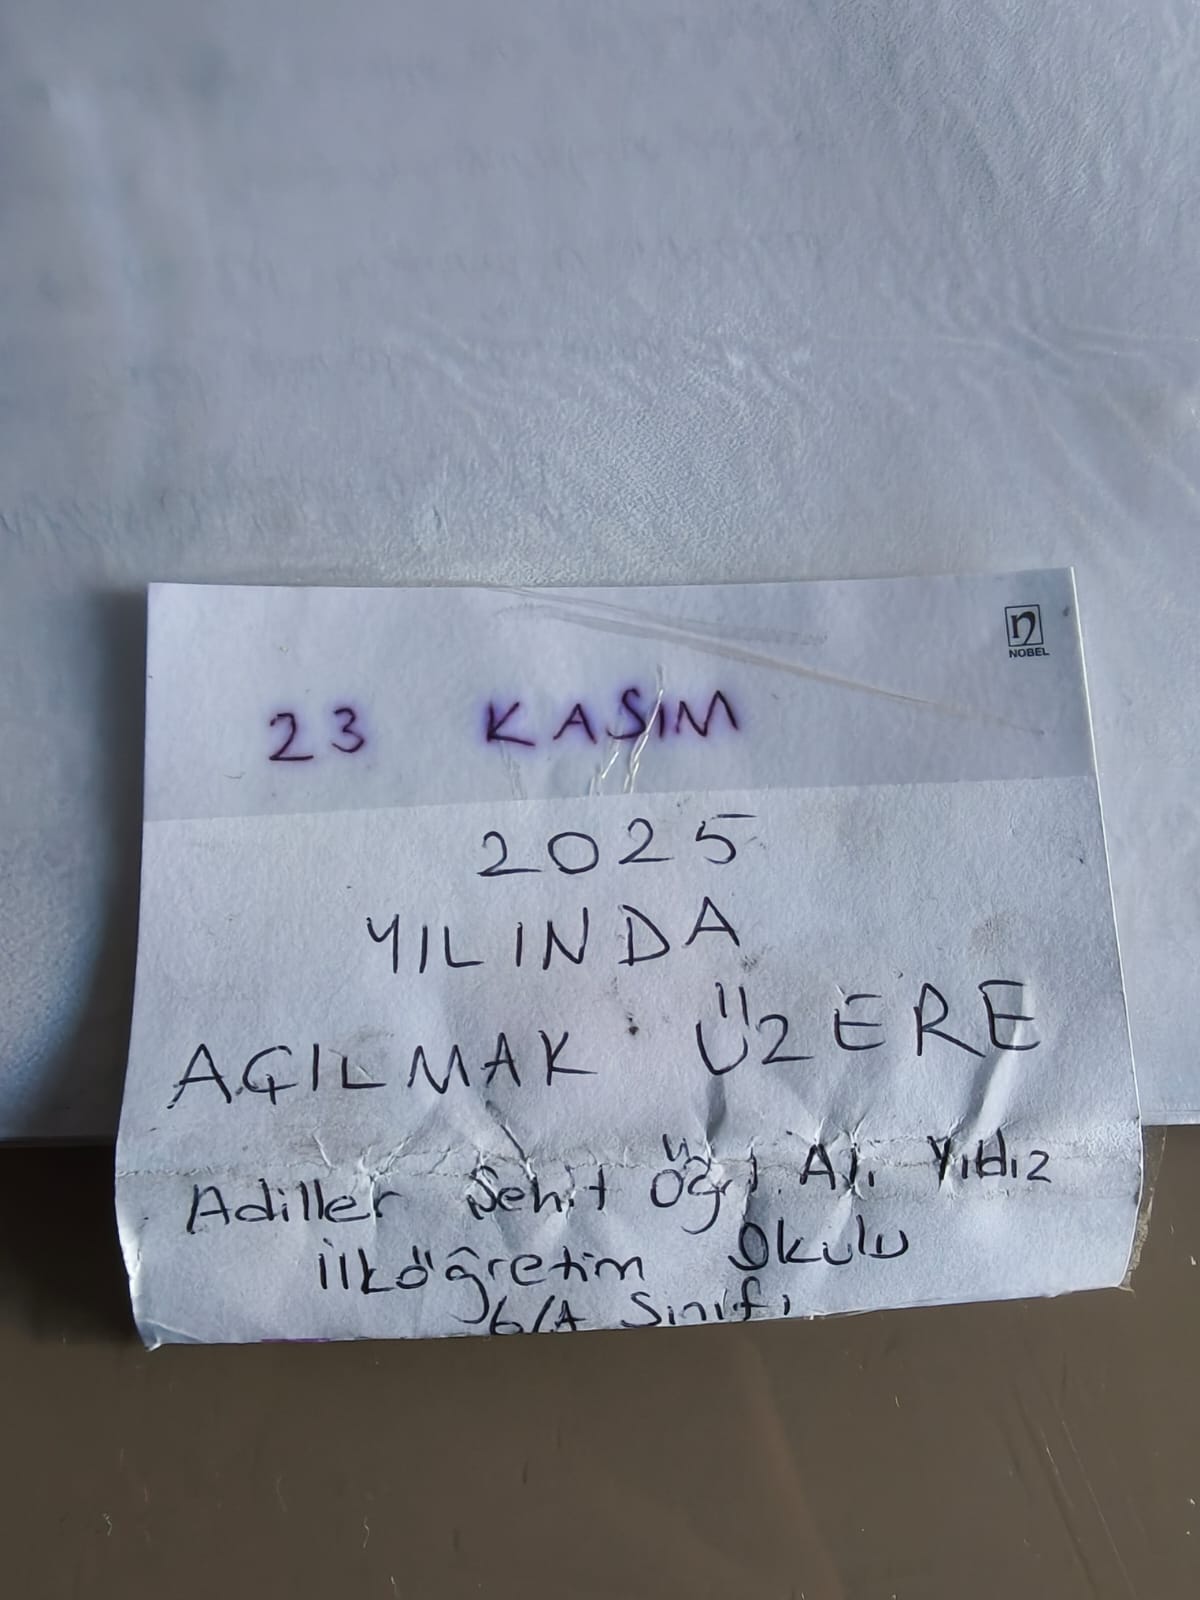 NOBEL
23 KASIM
2025
YILINDA
AÇILMAK ÜZERE
Adiller Şehit Öğr. Ali Yıldız
İlköğretim Okulu
6/A Sınıfı